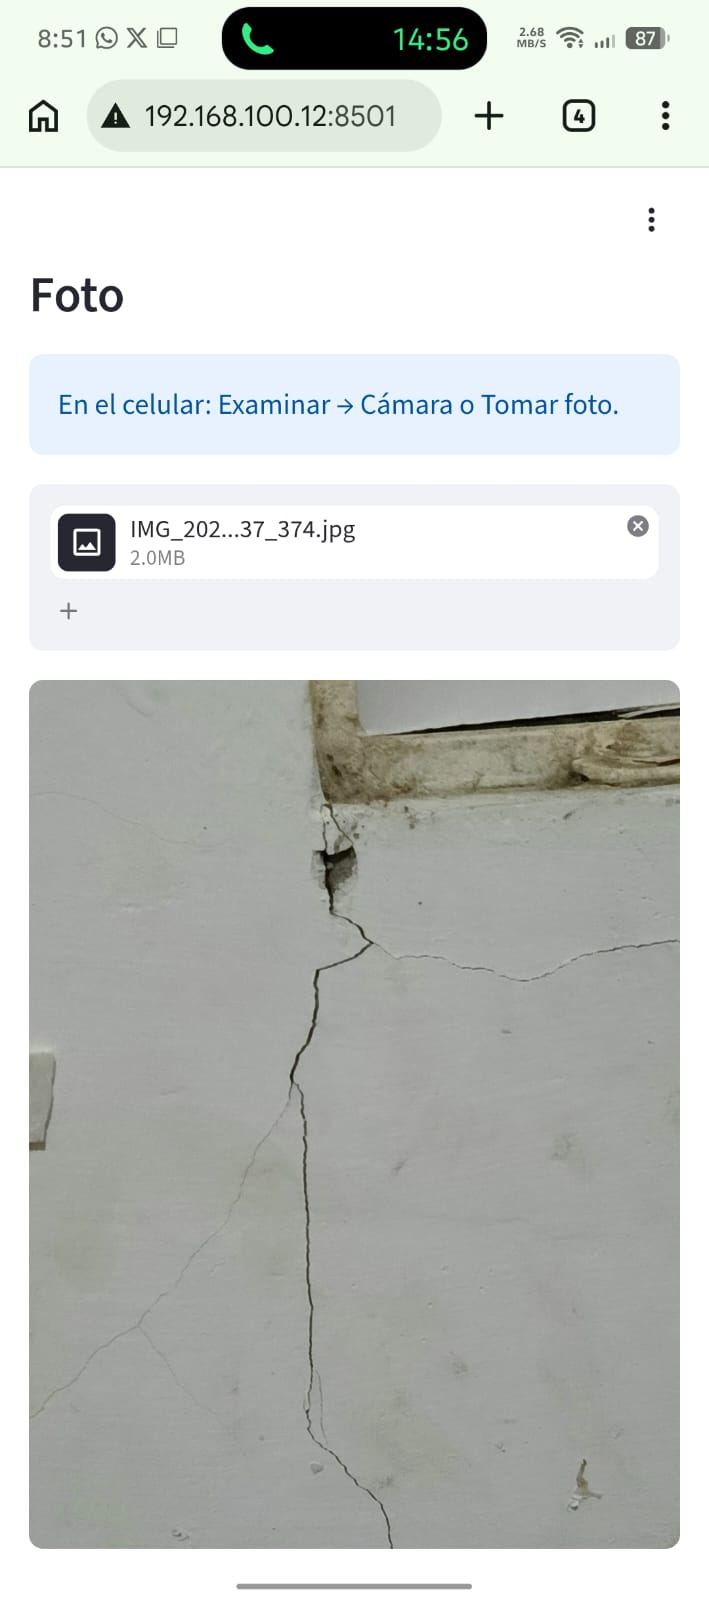 8:51
14:56
2.68
MB/S
87
192.168.100.12:8501
4
Foto
En el celular: Examinar → Cámara o Tomar foto.
IMG_202...37_374.jpg
2.0MB